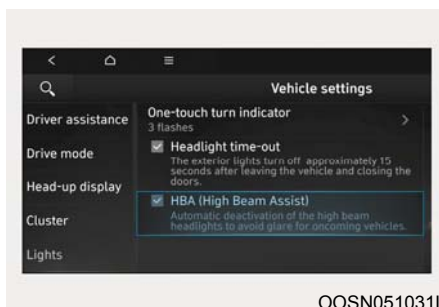 Vehicle settings
Driver assistance
Drive mode
Head-up display
Cluster
Lights
One-touch turn indicator
3 flashes
Headlight time-out
The exterior lights turn off approximately 15
seconds after leaving the vehicle and closing the
doors.
HBA (High Beam Assist)
Automatic deactivation of the high beam
headlights to avoid glare for oncoming vehicles.
OOSN051031L